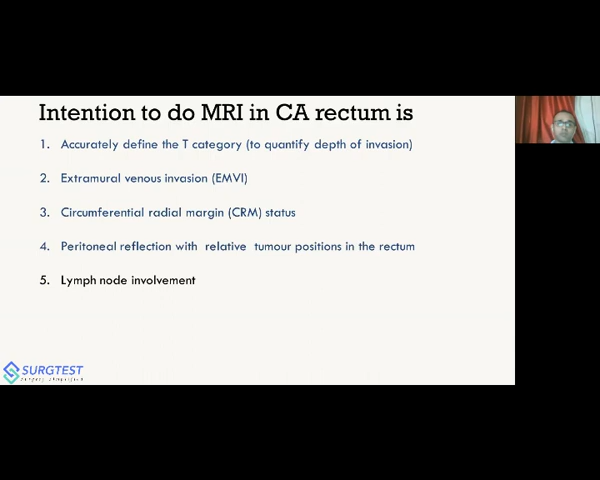 Intention to do MRI in CA rectum is
1. Accurately define the T category (to quantify depth of invasion)
2. Extramural venous invasion (EMVI)
3. Circumferential radial margin (CRM) status
4. Peritoneal reflection with relative tumour positions in the rectum
5. Lymph node involvement
SURGTEST